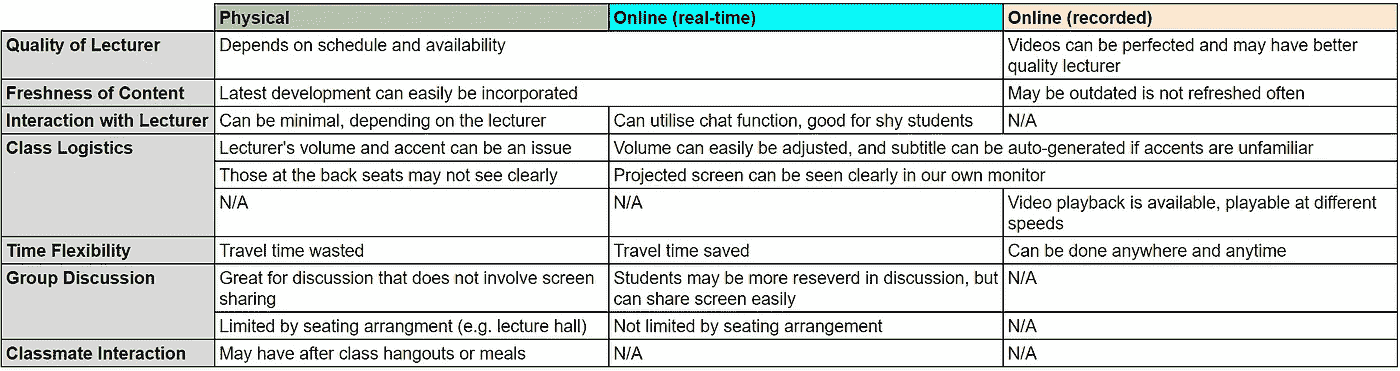 Physical Online (real-time) Online (recorded)
Quality of Lecturer Depends on schedule and availability Videos can be perfected and may have better
quality lecturer
Freshness of Content Latest development can easily be incorporated May be outdated is not refreshed often
Interaction with Lecturer Can be minimal, depending on the lecturer Can utilise chat function, good for shy students N/A
Class Logistics Lecturer's volume and accent can be an issue Volume can easily be adjusted, and subtitle can be auto-generated if accents are unfamiliar
Those at the back seats may not see clearly Projected screen can be seen clearly in our own monitor
N/A N/A Video playback is available, playable at different
speeds
Time Flexibility Travel time wasted Travel time saved Can be done anywhere and anytime
Group Discussion Great for discussion that does not involve screen Students may be more reseverd in discussion, but N/A
sharing can share screen easily
Limited by seating arrangment (e.g. lecture hall) Not limited by seating arrangement N/A
Classmate Interaction May have after class hangouts or meals N/A N/A